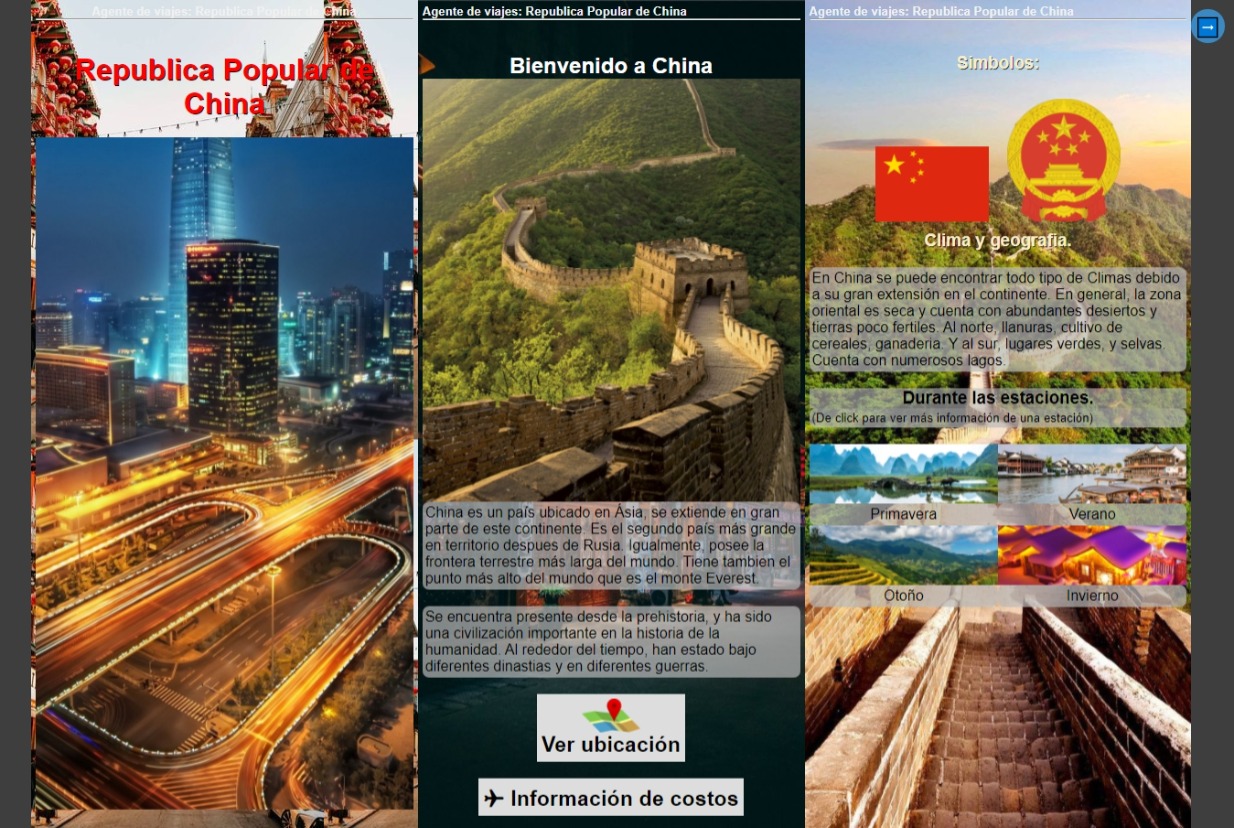 Agente de viajes: Republica Popular de China
Republica Popular de
China
Agente de viajes: Republica Popular de China
Bienvenido a China
China es un país ubicado en Ásia, se extiende en gran
parte de este continente. Es el segundo país más grande
en territorio despues de Rusia. Igualmente, posee la
frontera terrestre más larga del mundo. Tiene tambien el
punto más alto del mundo que es el monte Everest.
Se encuentra presente desde la prehistoria, y ha sido
una civilización importante en la historia de la
humanidad. Al rededor del tiempo, han estado bajo
diferentes dinastias y en diferentes guerras.
Ver ubicación
Información de costos
Agente de viajes: Republica Popular de China
Simbolos:
Clima y geografia.
En China se puede encontrar todo tipo de Climas debido
a su gran extensión en el continente. En general, la zona
oriental es seca y cuenta con abundantes desiertos y
tierras poco fertiles. Al norte, llanuras, cultivo de
cereales, ganaderia. Y al sur, lugares verdes, y selvas.
Cuenta con numerosos lagos.
Durante las estaciones.
(De click para ver más información de una estación)
Primavera
Verano
Otoño
Invierno